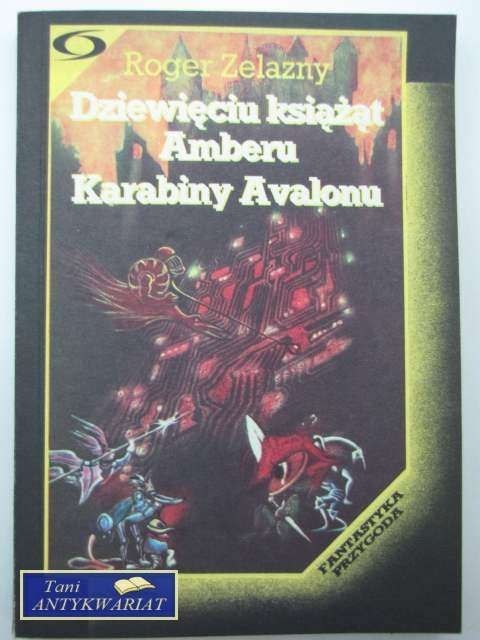 Roger Zelazny
Dziewięciu książąt
Amberu
Karabiny Avalonu
FANTASTYKA
PRZYGODA
Tani
ANTYKWARIAT